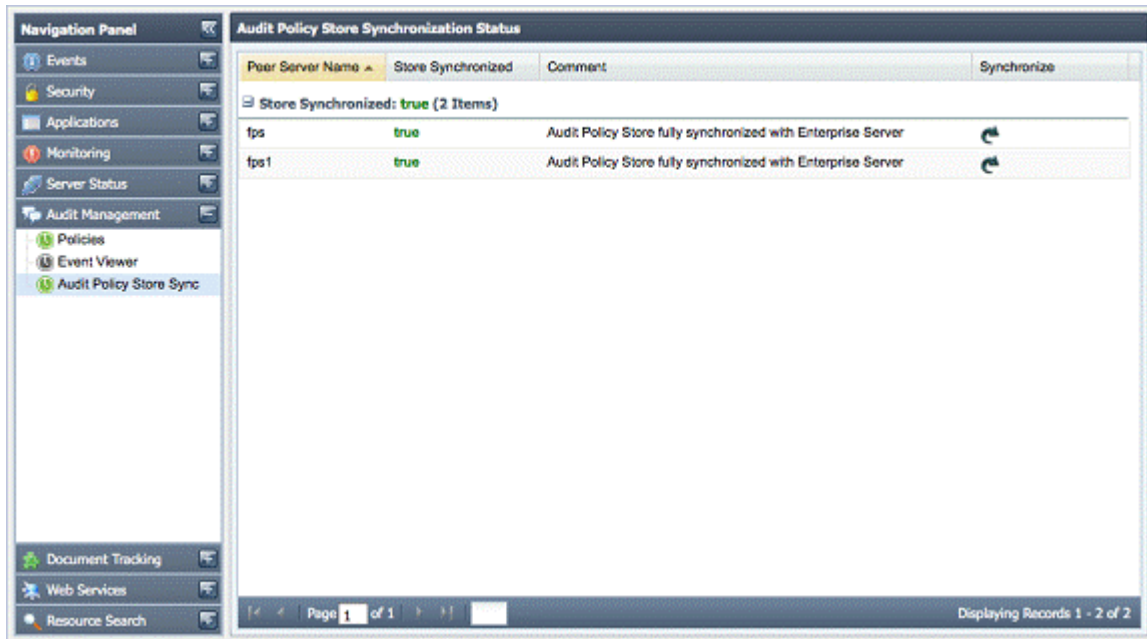 Navigation Panel
Events
Security
Applications
Monitoring
Server Status
Audit Management
Policies
Event Viewer
Audit Policy Store Sync
Document Tracking
Web Services
Resource Search
Audit Policy Store Synchronization Status
Peer Server Name Store Synchronized Comment Synchronize
Store Synchronized: true (2 Items)
fps true Audit Policy Store fully synchronized with Enterprise Server
fps1 true Audit Policy Store fully synchronized with Enterprise Server
Page 1 of 1 Displaying Records 1 - 2 of 2